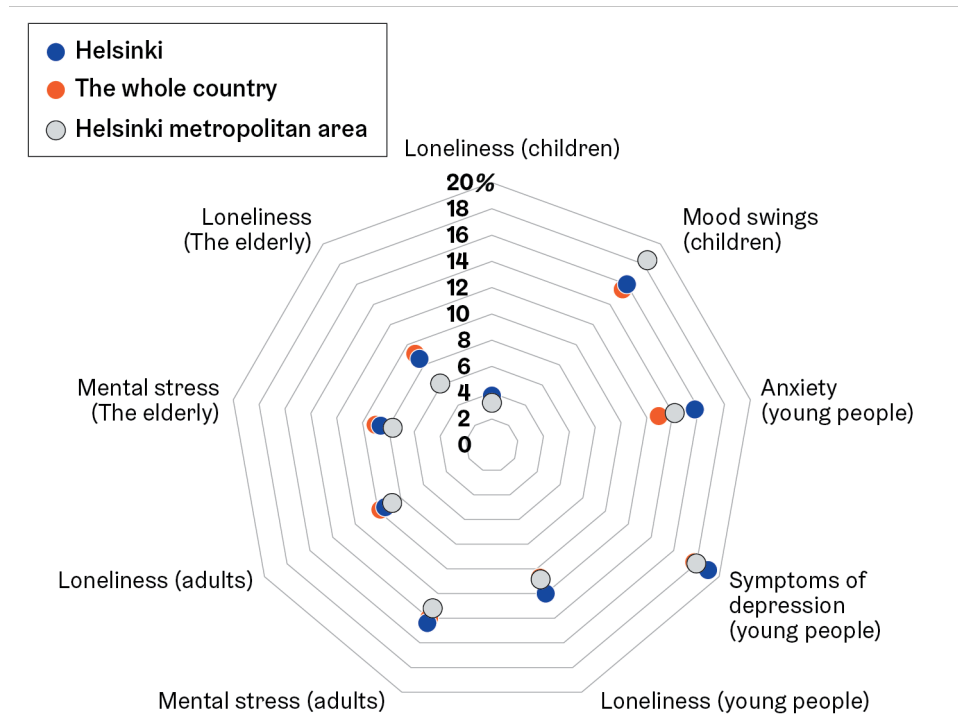 Helsinki
The whole country
Helsinki metropolitan area
Loneliness (children)
20%
18
16
14
12
10
8
6
4
2
0
Mood swings
(children)
Anxiety
(young people)
Symptoms of
depression
(young people)
Loneliness (young people)
Mental stress (adults)
Loneliness (adults)
Mental stress
(The elderly)
Loneliness
(The elderly)